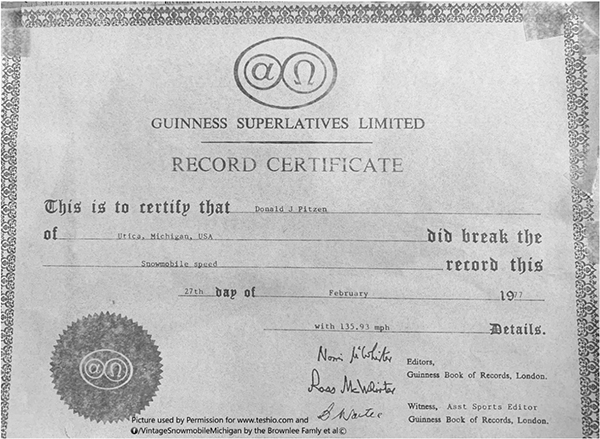 α Ω
GUINNESS SUPERLATIVES LIMITED
RECORD CERTIFICATE
This is to certify that Donald J Pitzen
of Utica, Michigan, USA did break the
Snowmobile speed record this
27th day of February 1977
with 135.93 mph Details.
Norris McWhirter Editors,
Guinness Book of Records, London.
Ross McWhirter
Witness, Asst Sports Editor
Guinness Book of Records, London.
α Ω
Picture used by Permission for www.teshio.com and
/VintageSnowmobileMichigan by the Brownlee Famly et al ©